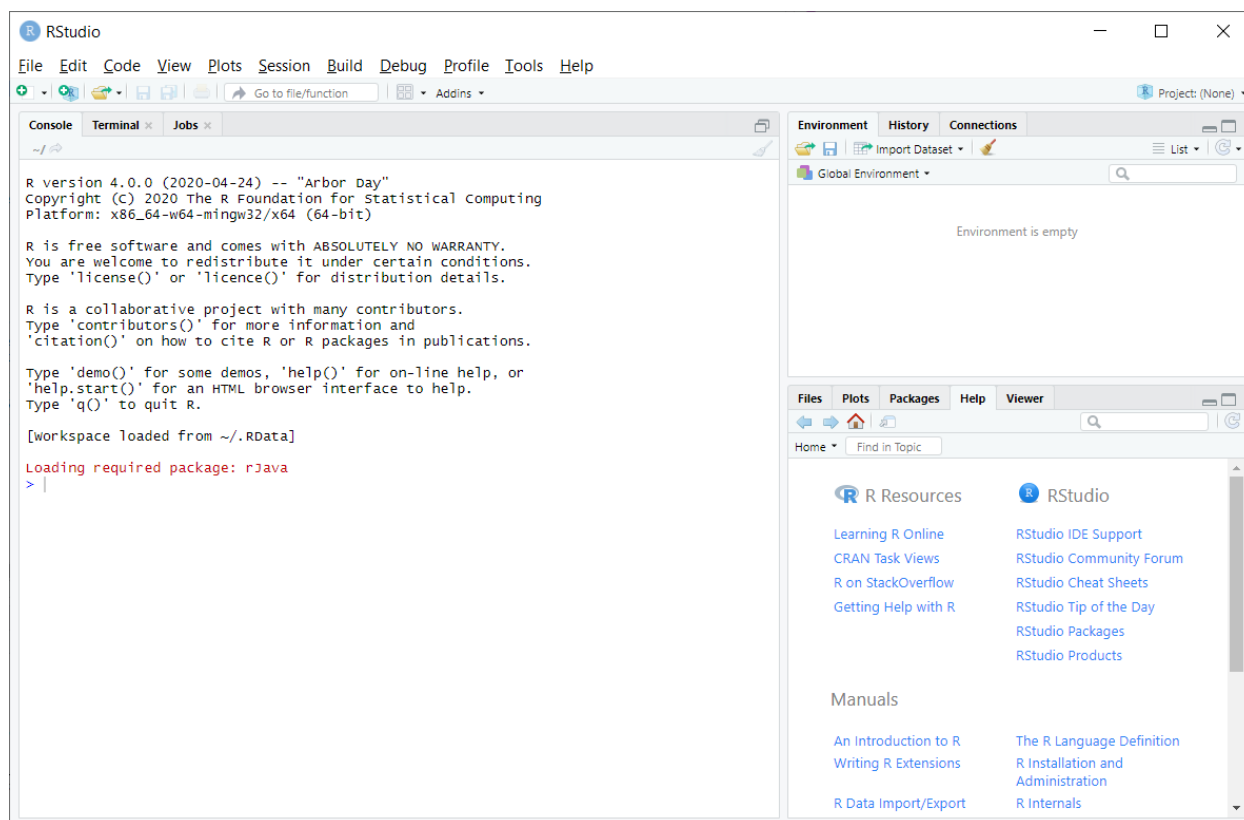 R RStudio
File Edit Code View Plots Session Build Debug Profile Tools Help
R Go to file/function Addins R Project: (None)
Console Terminal Jobs
~/
R version 4.0.0 (2020-04-24) -- "Arbor Day"
Copyright (C) 2020 The R Foundation for Statistical Computing
Platform: x86_64-w64-mingw32/x64 (64-bit)
R is free software and comes with ABSOLUTELY NO WARRANTY.
You are welcome to redistribute it under certain conditions.
Type 'license()' or 'licence()' for distribution details.
R is a collaborative project with many contributors.
Type 'contributors()' for more information and
'citation()' on how to cite R or R packages in publications.
Type 'demo()' for some demos, 'help()' for on-line help, or
'help.start()' for an HTML browser interface to help.
Type 'q()' to quit R.
[Workspace loaded from ~/.RData]
Loading required package: rJava
>
Environment History Connections
Import Dataset List
Global Environment
Environment is empty
Files Plots Packages Help Viewer
Home Find in Topic
R R Resources
Learning R Online
CRAN Task Views
R on StackOverflow
Getting Help with R
R RStudio
RStudio IDE Support
RStudio Community Forum
RStudio Cheat Sheets
RStudio Tip of the Day
RStudio Packages
RStudio Products
Manuals
An Introduction to R
Writing R Extensions
R Data Import/Export
The R Language Definition
R Installation and
Administration
R Internals